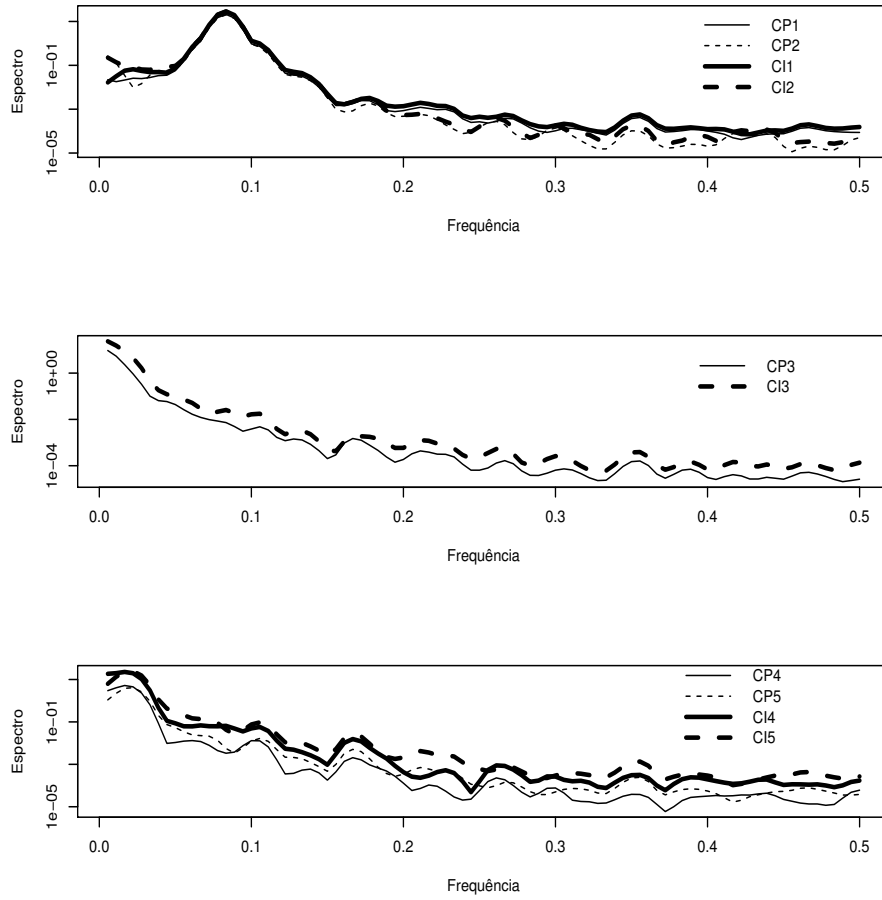 Espectro
1e−01
1e−05
CP1
CP2
CI1
CI2
0.0 0.1 0.2 0.3 0.4 0.5
Frequência
Espectro
1e+00
1e−04
CP3
CI3
0.0 0.1 0.2 0.3 0.4 0.5
Frequência
Espectro
1e−01
1e−05
CP4
CP5
CI4
CI5
0.0 0.1 0.2 0.3 0.4 0.5
Frequência